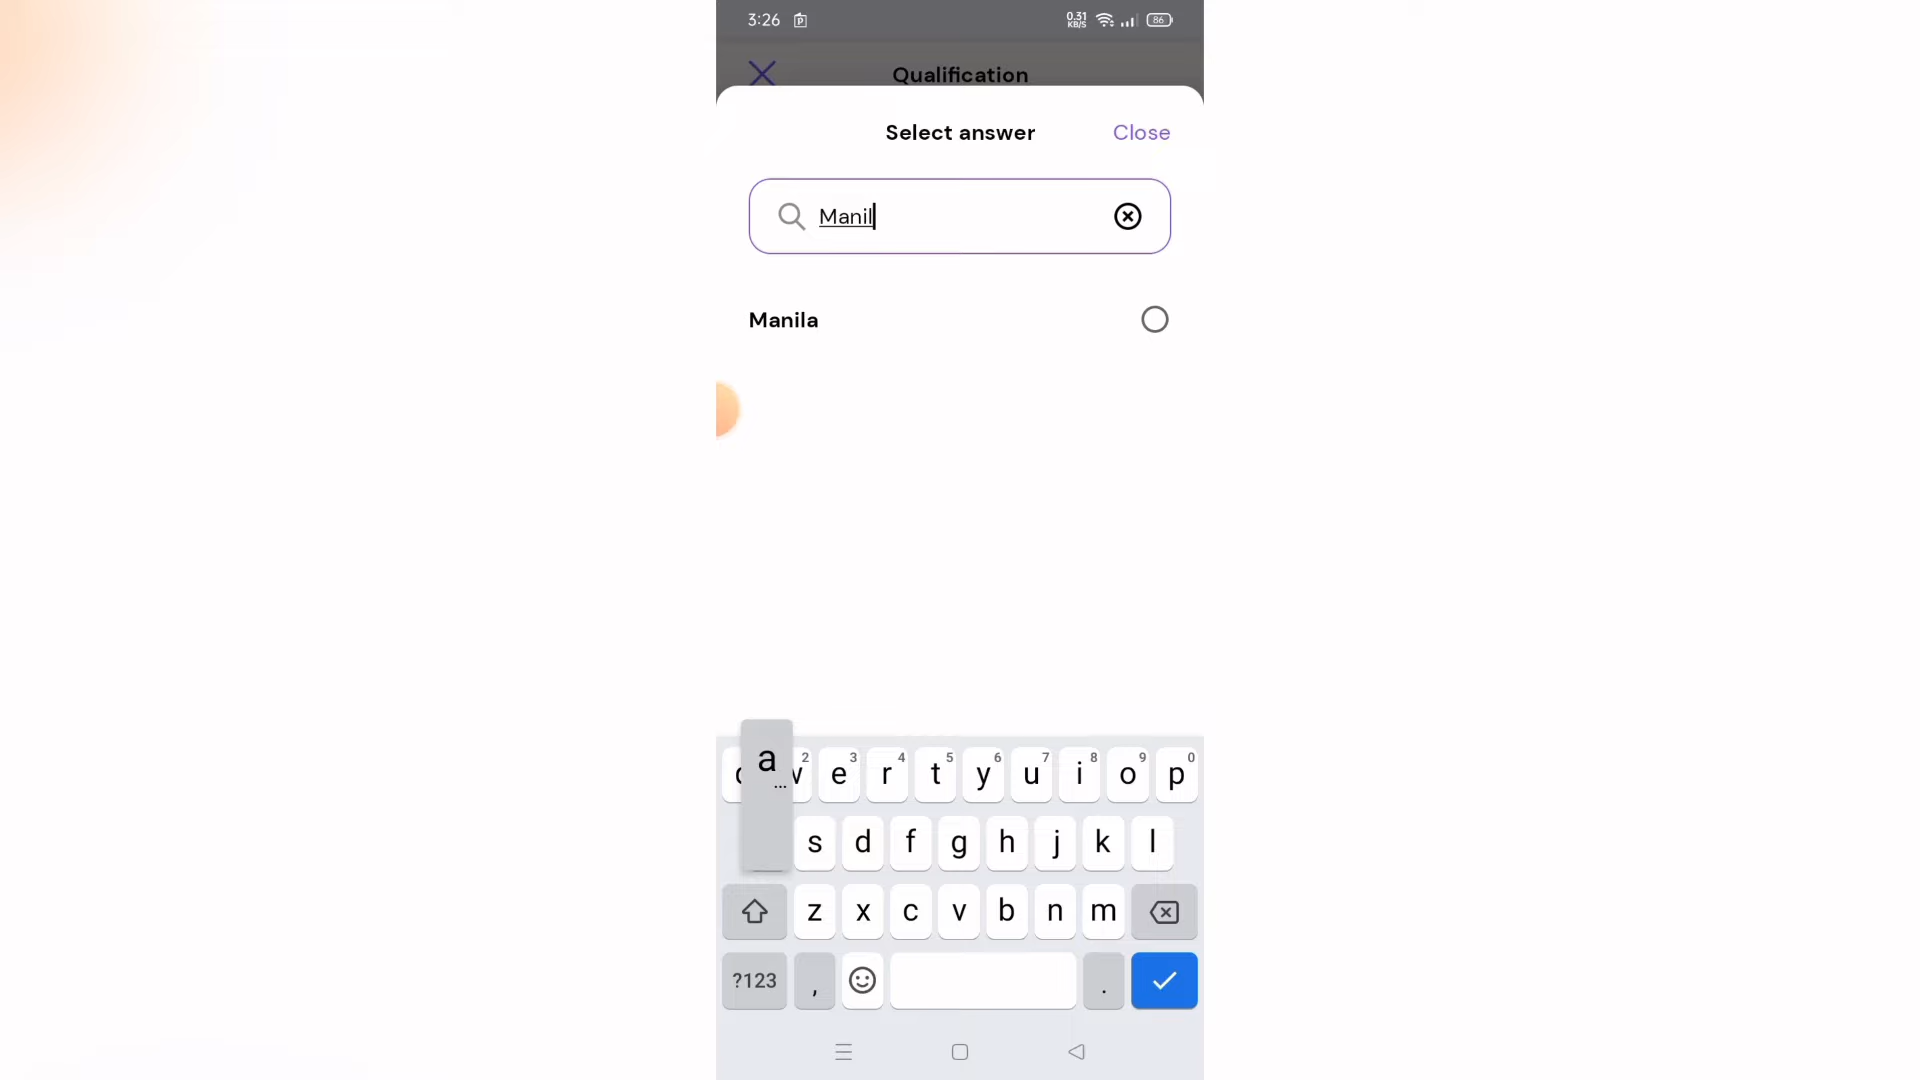 3:26 0.31 KB/S 86
Qualification
Select answer Close
Manil
Manila
a
...
w 2 e 3 r 4 t 5 y 6 u 7 i 8 o 9 p 0
s d f g h j k l
z x c v b n m
?123 , .